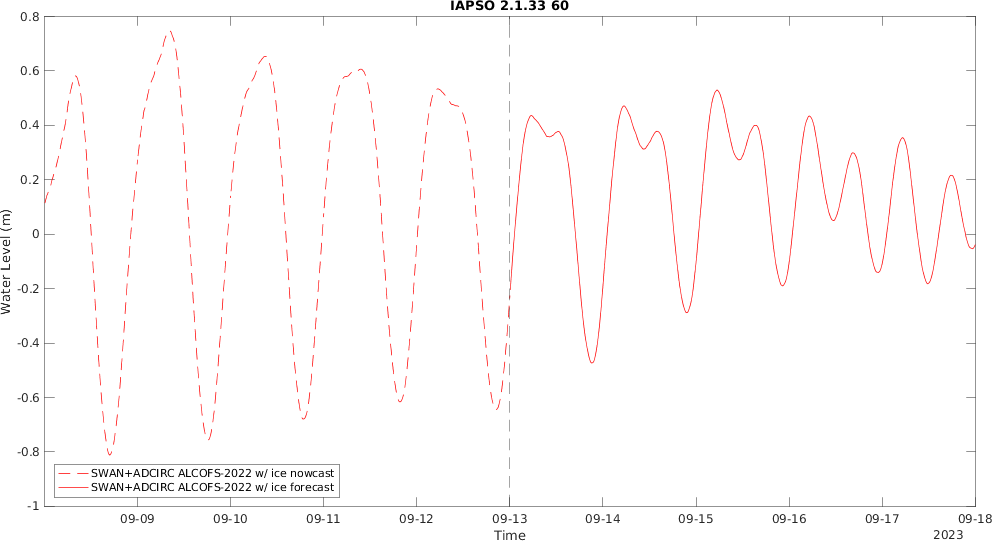 IAPSO 2.1.33 60
0.8
0.6
0.4
0.2
0
-0.2
-0.4
-0.6
-0.8
-1
Water Level (m)
SWAN+ADCIRC ALCOFS-2022 w/ ice nowcast
SWAN+ADCIRC ALCOFS-2022 w/ ice forecast
09-09 09-10 09-11 09-12 09-13 09-14 09-15 09-16 09-17 09-18
Time
2023